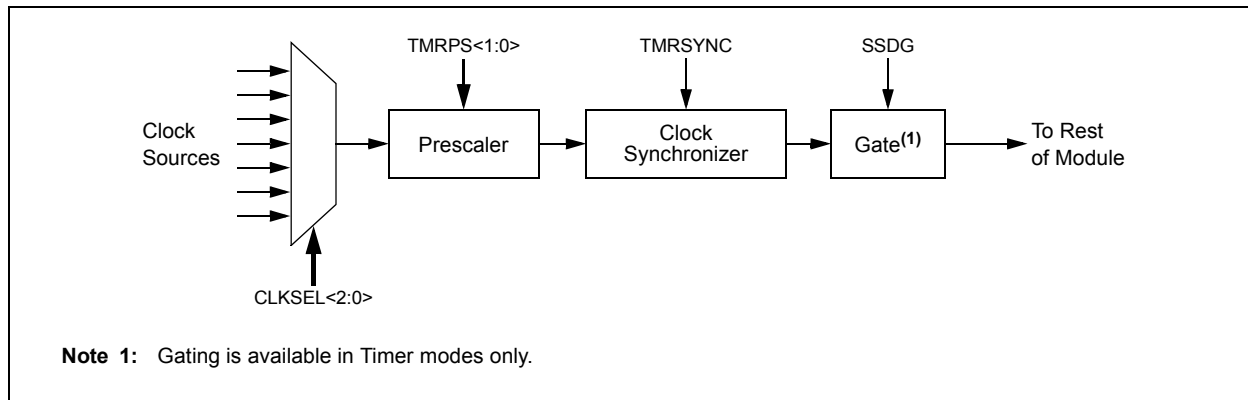 TMRPS<1:0>
TMRSYNC
SSDG
Clock
Sources
Prescaler
Clock
Synchronizer
Gate(1)
To Rest
of Module
CLKSEL<2:0>
Note 1: Gating is available in Timer modes only.